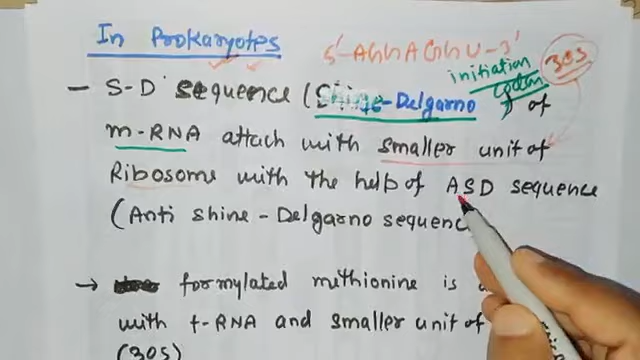 In Prokaryotes
5'-AGGAGGU-3'
30S
initiation
codon
- S-D sequence (Shine-Delgarno) of
m-RNA attach with smaller unit of
Ribosome with the help of ASD sequence
(Anti shine - Delgarno sequenc
→ formylated methionine is
with t-RNA and smaller unit of
(30S)